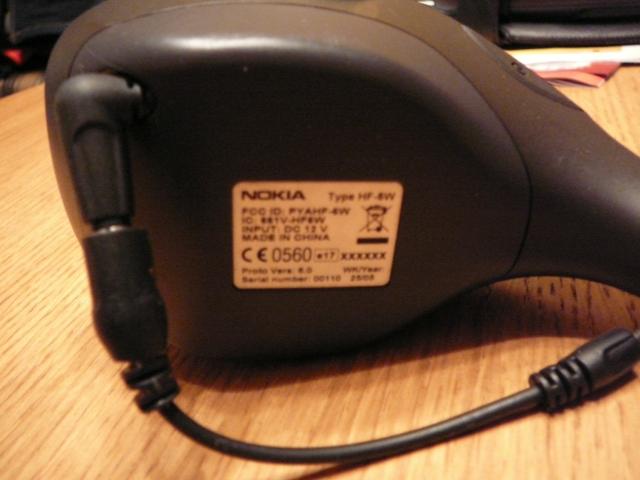 NOKIA Type HF-6W
FCC ID: PYAHF-6W
IC: 661V-HF6W
INPUT: DC 12 V
MADE IN CHINA
CE 0560 e17 xxxxxx
Proto Vers: 6.0 WK/Year:
Serial number: 00110 25/05